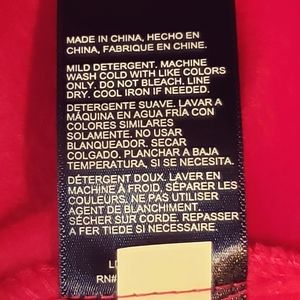 MADE IN CHINA, HECHO EN
CHINA, FABRIQUE EN CHINE.
MILD DETERGENT. MACHINE
WASH COLD WITH LIKE COLORS
ONLY. DO NOT BLEACH. LINE
DRY. COOL IRON IF NEEDED.
DETERGENTE SUAVE. LAVAR A
MÁQUINA EN AGUA FRÍA CON
COLORES SIMILARES
SOLAMENTE. NO USAR
BLANQUEADOR. SECAR
COLGADO. PLANCHAR A BAJA
TEMPERATURA, SI SE NECESITA.
DÉTERGENT DOUX. LAVER EN
MACHINE À FROID, SÉPARER LES
COULEURS. NE PAS UTILISER
AGENT DE BLANCHIMENT.
SÉCHER SUR CORDE. REPASSER
A FER TIEDE SI NECESSAIRE.
RN#